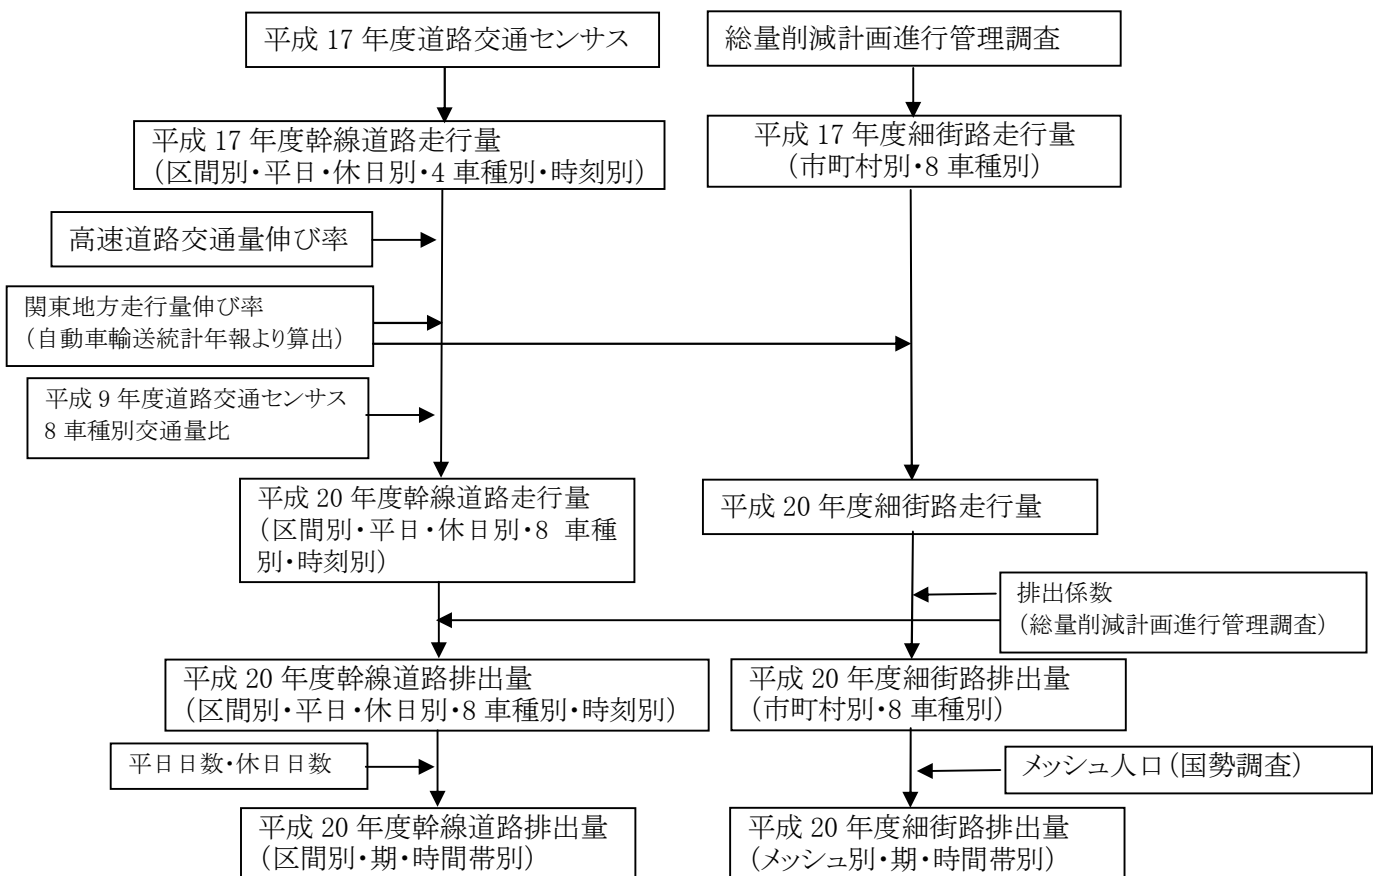 平成 17 年度道路交通センサス
総量削減計画進行管理調査
平成 17 年度幹線道路走行量
（区間別・平日・休日別・4 車種別・時刻別）
平成 17 年度細街路走行量
（市町村別・8 車種別）
高速道路交通量伸び率
関東地方走行量伸び率
（自動車輸送統計年報より算出）
平成 9 年度道路交通センサス
8 車種別交通量比
平成 20 年度幹線道路走行量
（区間別・平日・休日別・8 車種
別・時刻別）
平成 20 年度細街路走行量
排出係数
（総量削減計画進行管理調査）
平成 20 年度幹線道路排出量
（区間別・平日・休日別・8 車種別・時刻別）
平成 20 年度細街路排出量
（市町村別・8 車種別）
平日日数・休日日数
メッシュ人口（国勢調査）
平成 20 年度幹線道路排出量
（区間別・期・時間帯別）
平成 20 年度細街路排出量
（メッシュ別・期・時間帯別）